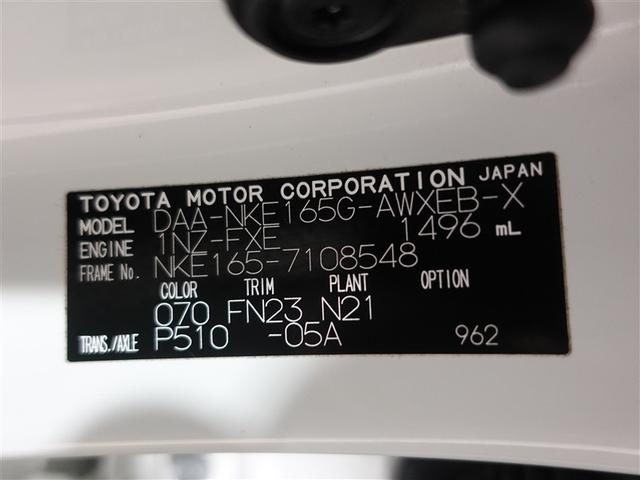 TOYOTA MOTOR CORPORATION JAPAN
MODEL DAA-NKE165G-AWXEB-X
ENGINE 1NZ-FXE 1496 mL
FRAME No. NKE165-7108548
COLOR TRIM PLANT OPTION
070 FN23 N21
TRANS./AXLE P510 -05A 962